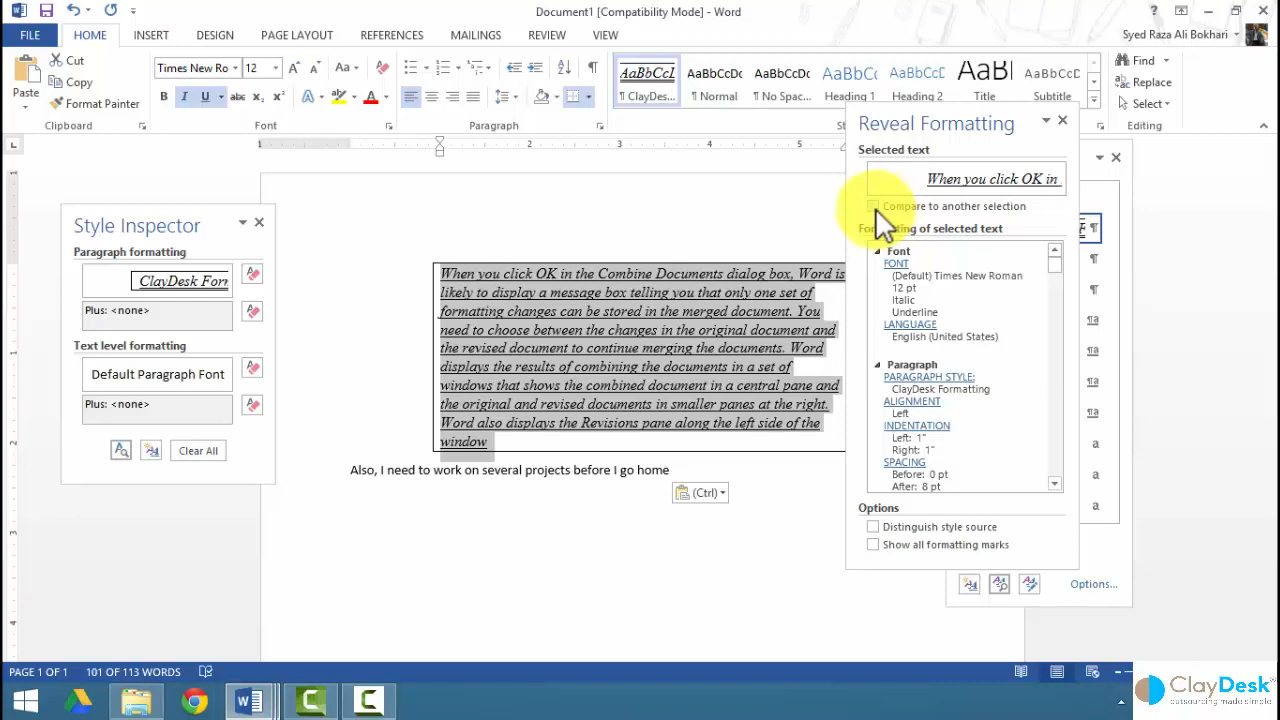 Document1 [Compatibility Mode] - Word
FILE HOME INSERT DESIGN PAGE LAYOUT REFERENCES MAILINGS REVIEW VIEW
Syed Raza Ali Bokhari
Paste
Cut
Copy
Format Painter
Clipboard
Times New Ro 12
Font
Paragraph
AaBbCcI AaBbCcDc AaBbCcDc AaBbCc AaBbCcD AaBl AaBbCcD
¶ ClayDes... ¶ Normal ¶ No Spac... Heading 1 Heading 2 Title Subtitle
Find
Replace
Select
Editing
Style Inspector
Paragraph formatting
ClayDesk Forr
Plus: <none>
Text level formatting
Default Paragraph Font
Plus: <none>
Clear All
When you click OK in the Combine Documents dialog box, Word is
likely to display a message box telling you that only one set of
formatting changes can be stored in the merged document. You
need to choose between the changes in the original document and
the revised document to continue merging the documents. Word
displays the results of combining the documents in a set of
windows that shows the combined document in a central pane and
the original and revised documents in smaller panes at the right.
Word also displays the Revisions pane along the left side of the
window
Also, I need to work on several projects before I go home
(Ctrl)
Reveal Formatting
Selected text
When you click OK in
Compare to another selection
Formatting of selected text
Font
FONT
(Default) Times New Roman
12 pt
Italic
Underline
LANGUAGE
English (United States)
Paragraph
PARAGRAPH STYLE:
ClayDesk Formatting
ALIGNMENT
Left
INDENTATION
Left: 1"
Right: 1"
SPACING
Before: 0 pt
After: 8 pt
Options
Distinguish style source
Show all formatting marks
Options...
PAGE 1 OF 1 101 OF 113 WORDS
ClayDesk
outsourcing made simple